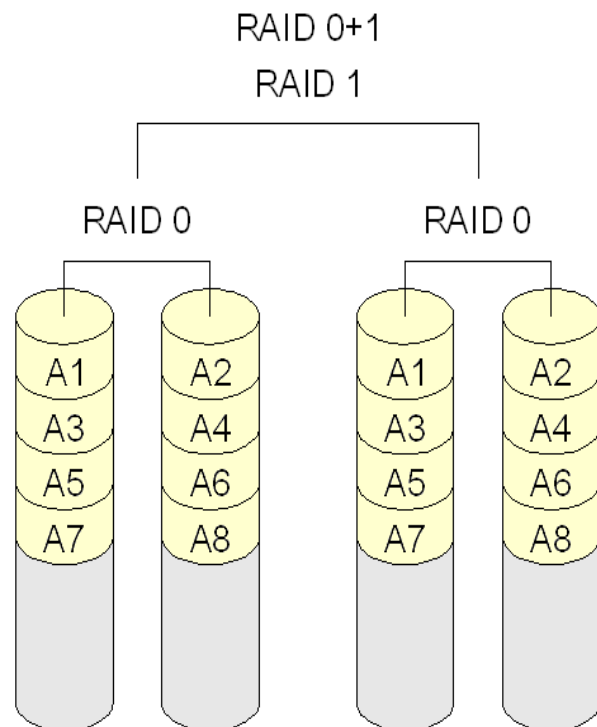 RAID 0+1
RAID 1
RAID 0 RAID 0
A1 A2 A1 A2
A3 A4 A3 A4
A5 A6 A5 A6
A7 A8 A7 A8